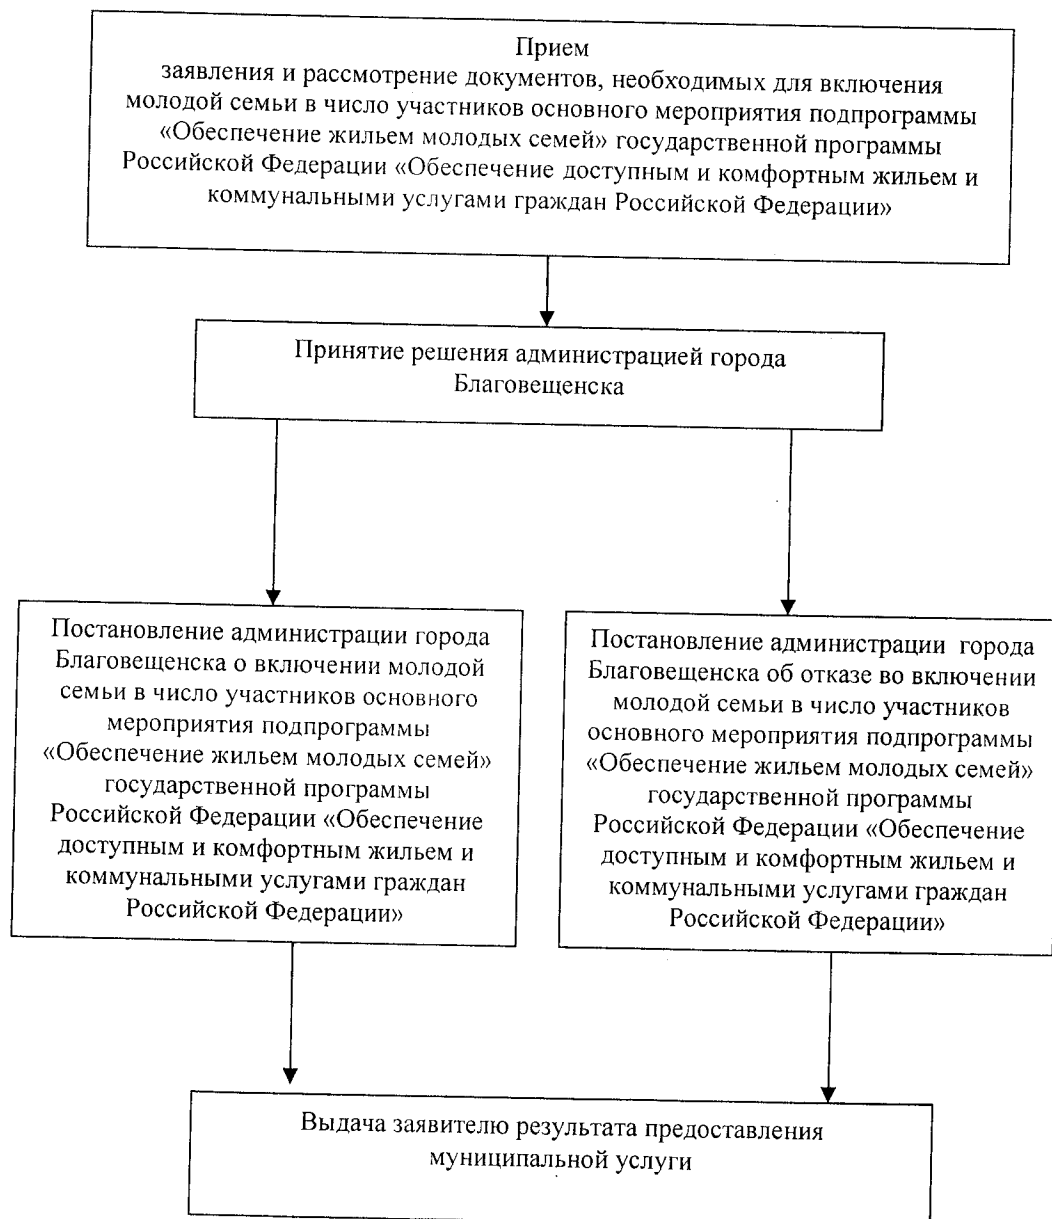 Прием
заявления и рассмотрение документов, необходимых для включения
молодой семьи в число участников основного мероприятия подпрограммы
«Обеспечение жильем молодых семей» государственной программы
Российской Федерации «Обеспечение доступным и комфортным жильем и
коммунальными услугами граждан Российской Федерации»
Принятие решения администрацией города
Благовещенска
Постановление администрации города
Благовещенска о включении молодой
семьи в число участников основного
мероприятия подпрограммы
«Обеспечение жильем молодых семей»
государственной программы
Российской Федерации «Обеспечение
доступным и комфортным жильем и
коммунальными услугами граждан
Российской Федерации»
Постановление администрации города
Благовещенска об отказе во включении
молодой семьи в число участников
основного мероприятия подпрограммы
«Обеспечение жильем молодых семей»
государственной программы
Российской Федерации «Обеспечение
доступным и комфортным жильем и
коммунальными услугами граждан
Российской Федерации»
Выдача заявителю результата предоставления
муниципальной услуги